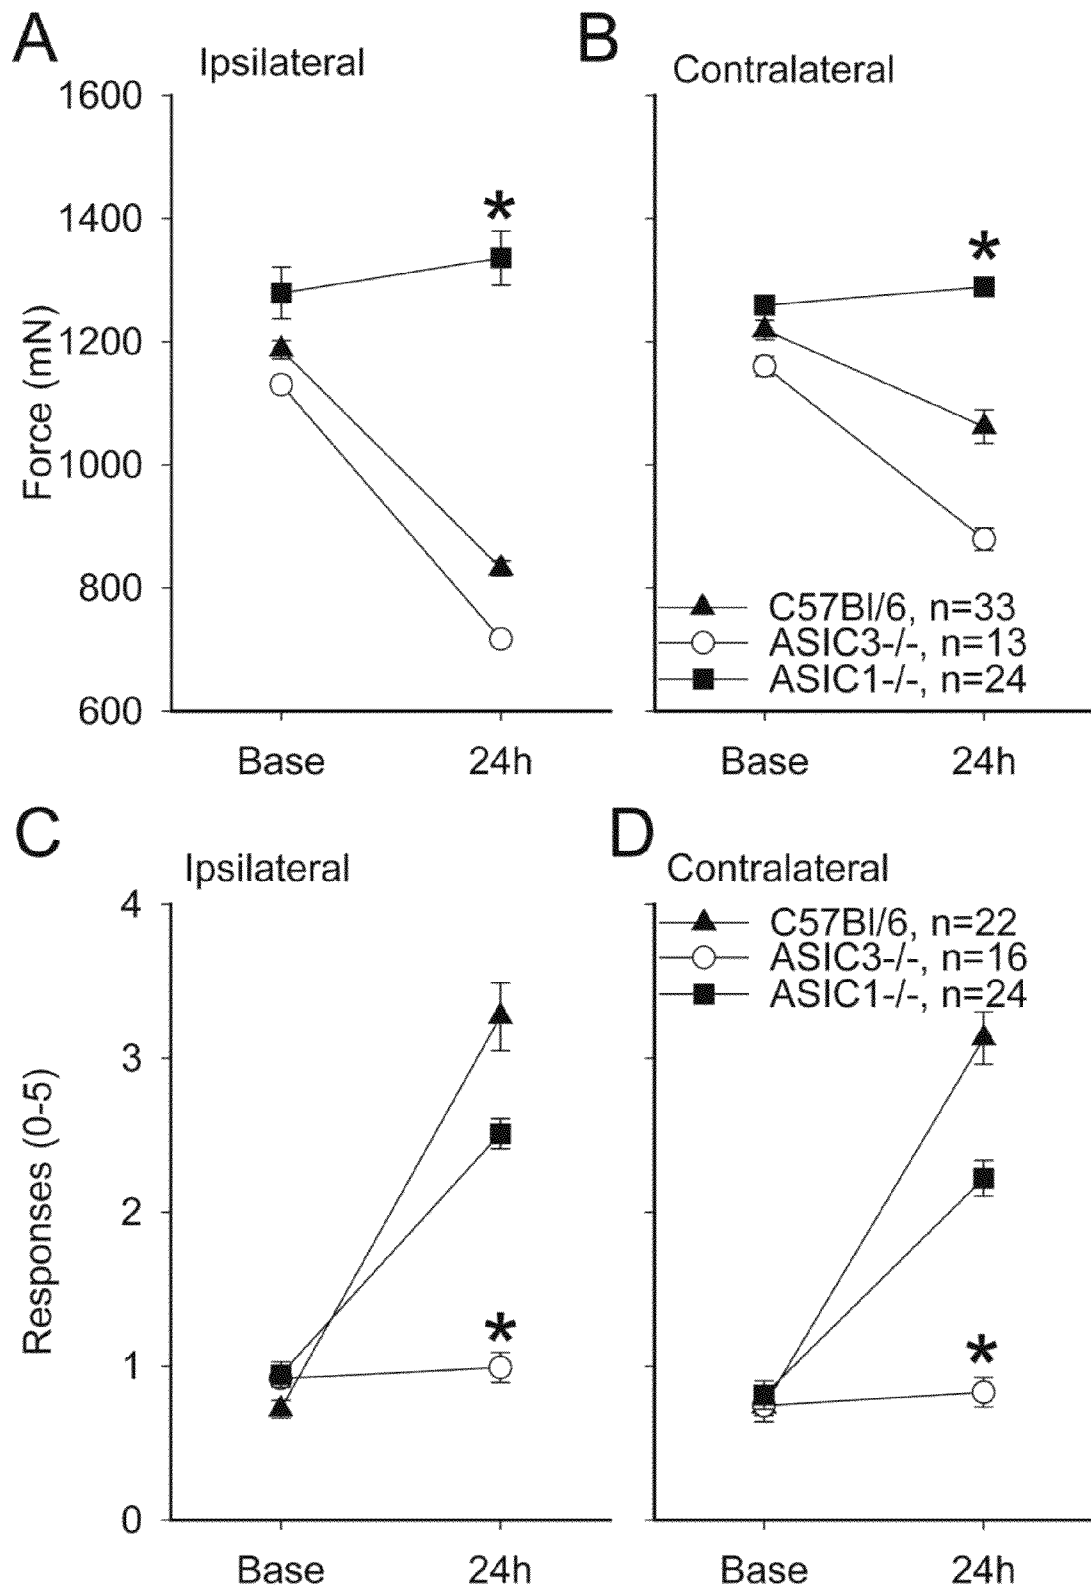 A
Ipsilateral
1600
1400
1200
1000
800
600
Force (mN)
*
Base
24h
B
Contralateral
*
C57Bl/6, n=33
ASIC3-/-, n=13
ASIC1-/-, n=24
Base
24h
C
Ipsilateral
4
3
2
1
0
Responses (0-5)
*
Base
24h
D
Contralateral
C57Bl/6, n=22
ASIC3-/-, n=16
ASIC1-/-, n=24
*
Base
24h